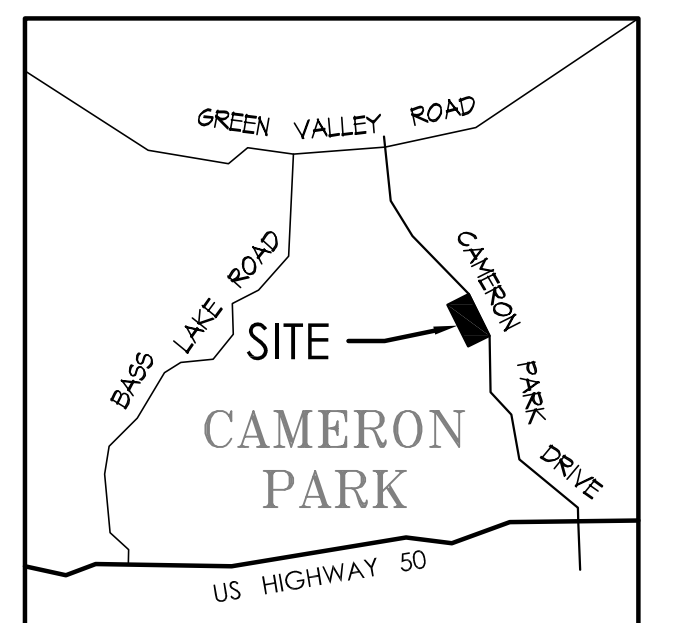 GREEN VALLEY ROAD
CAMERON PARK DRIVE
BASS LAKE ROAD
SITE
CAMERON
PARK
US HIGHWAY 50